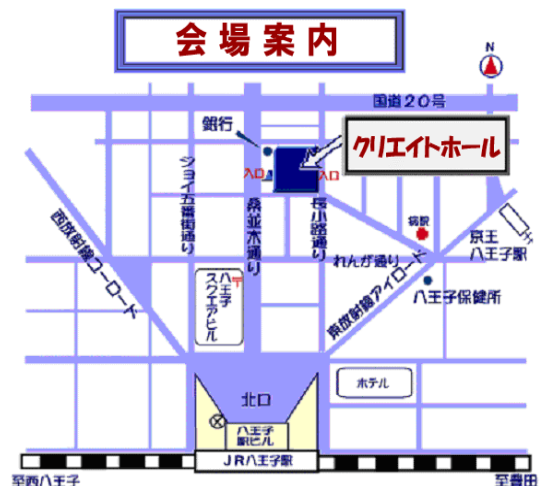 会場案内
N
国道20号
銀行
クリエイトホール
入口
入口
ジョイ五番街通り
桑並木通り
長小路通り
病院
京王
八王子駅
西放射線ユーロード
れんが通り
東放射線アイロード
八王子保健所
八王子
スクエアビル
〒
ホテル
北口
八王子
駅ビル
JR八王子駅
至西八王子
至豊田